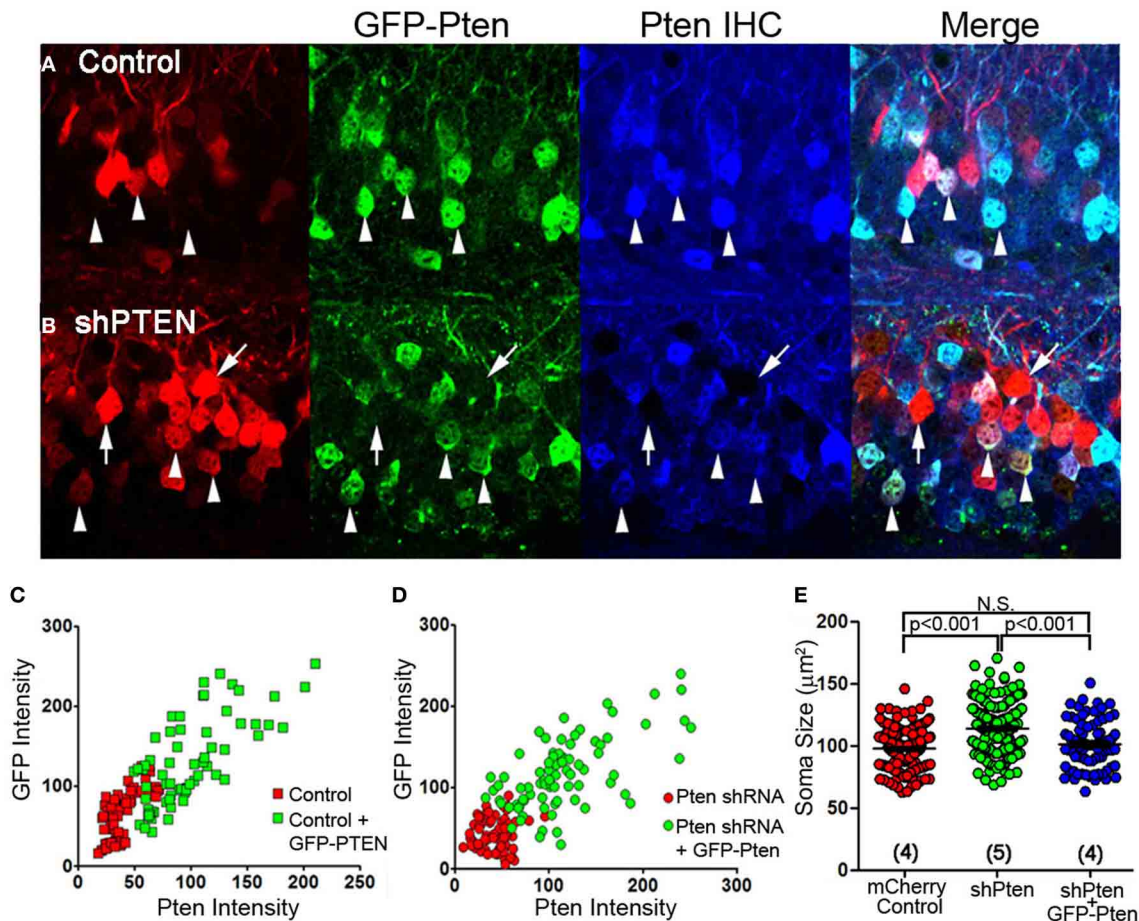 GFP-Pten Pten IHC Merge
A Control
B shPTEN
C
300
200
100
0
GFP Intensity
0 50 100 150 200 250
Pten Intensity
Control
Control +
GFP-PTEN
D
300
200
100
0
GFP Intensity
0 100 200 300
Pten Intensity
Pten shRNA
Pten shRNA
+ GFP-Pten
E
N.S.
p<0.001 p<0.001
200
150
100
50
0
Soma Size (μm²)
(4) (5) (4)
mCherry
Control
shPten
shPten
+
GFP-Pten